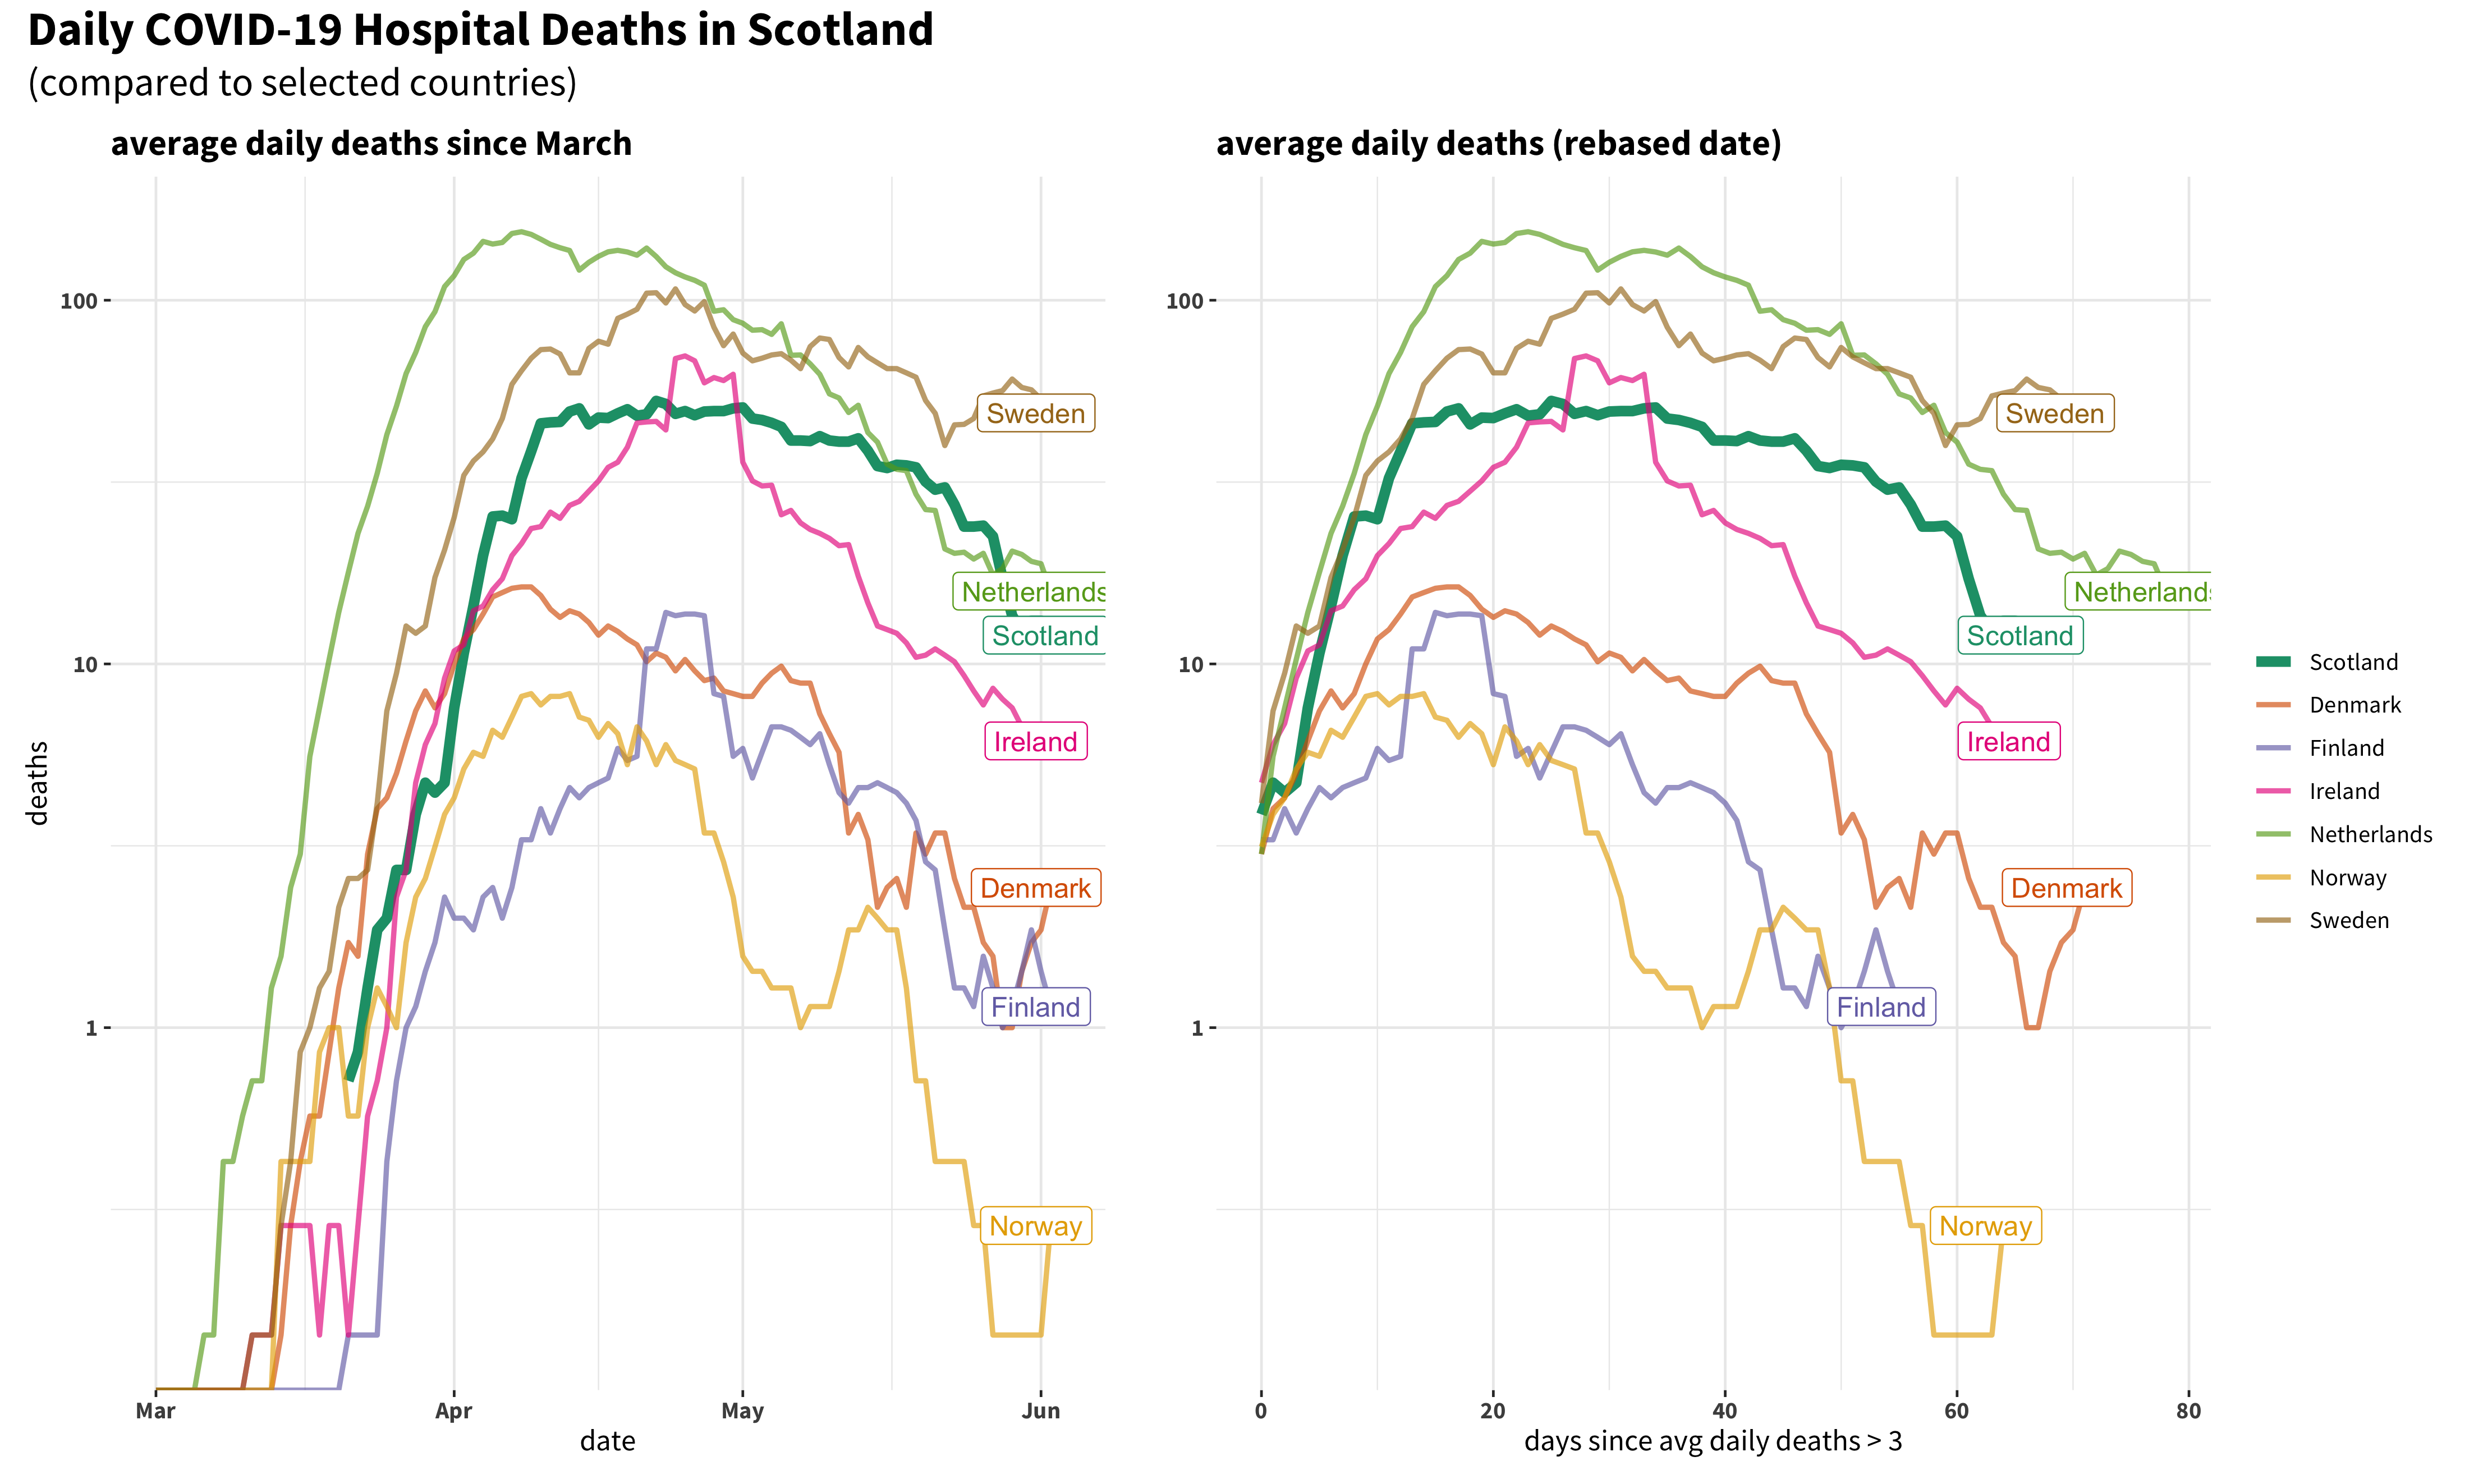 Daily COVID-19 Hospital Deaths in Scotland
(compared to selected countries)
average daily deaths since March
100
10
1
deaths
Sweden
Netherlands
Scotland
Ireland
Denmark
Finland
Norway
Mar Apr May Jun
date
average daily deaths (rebased date)
100
10
1
Sweden
Netherlands
Scotland
Ireland
Denmark
Finland
Norway
0 20 40 60 80
days since avg daily deaths > 3
Scotland
Denmark
Finland
Ireland
Netherlands
Norway
Sweden